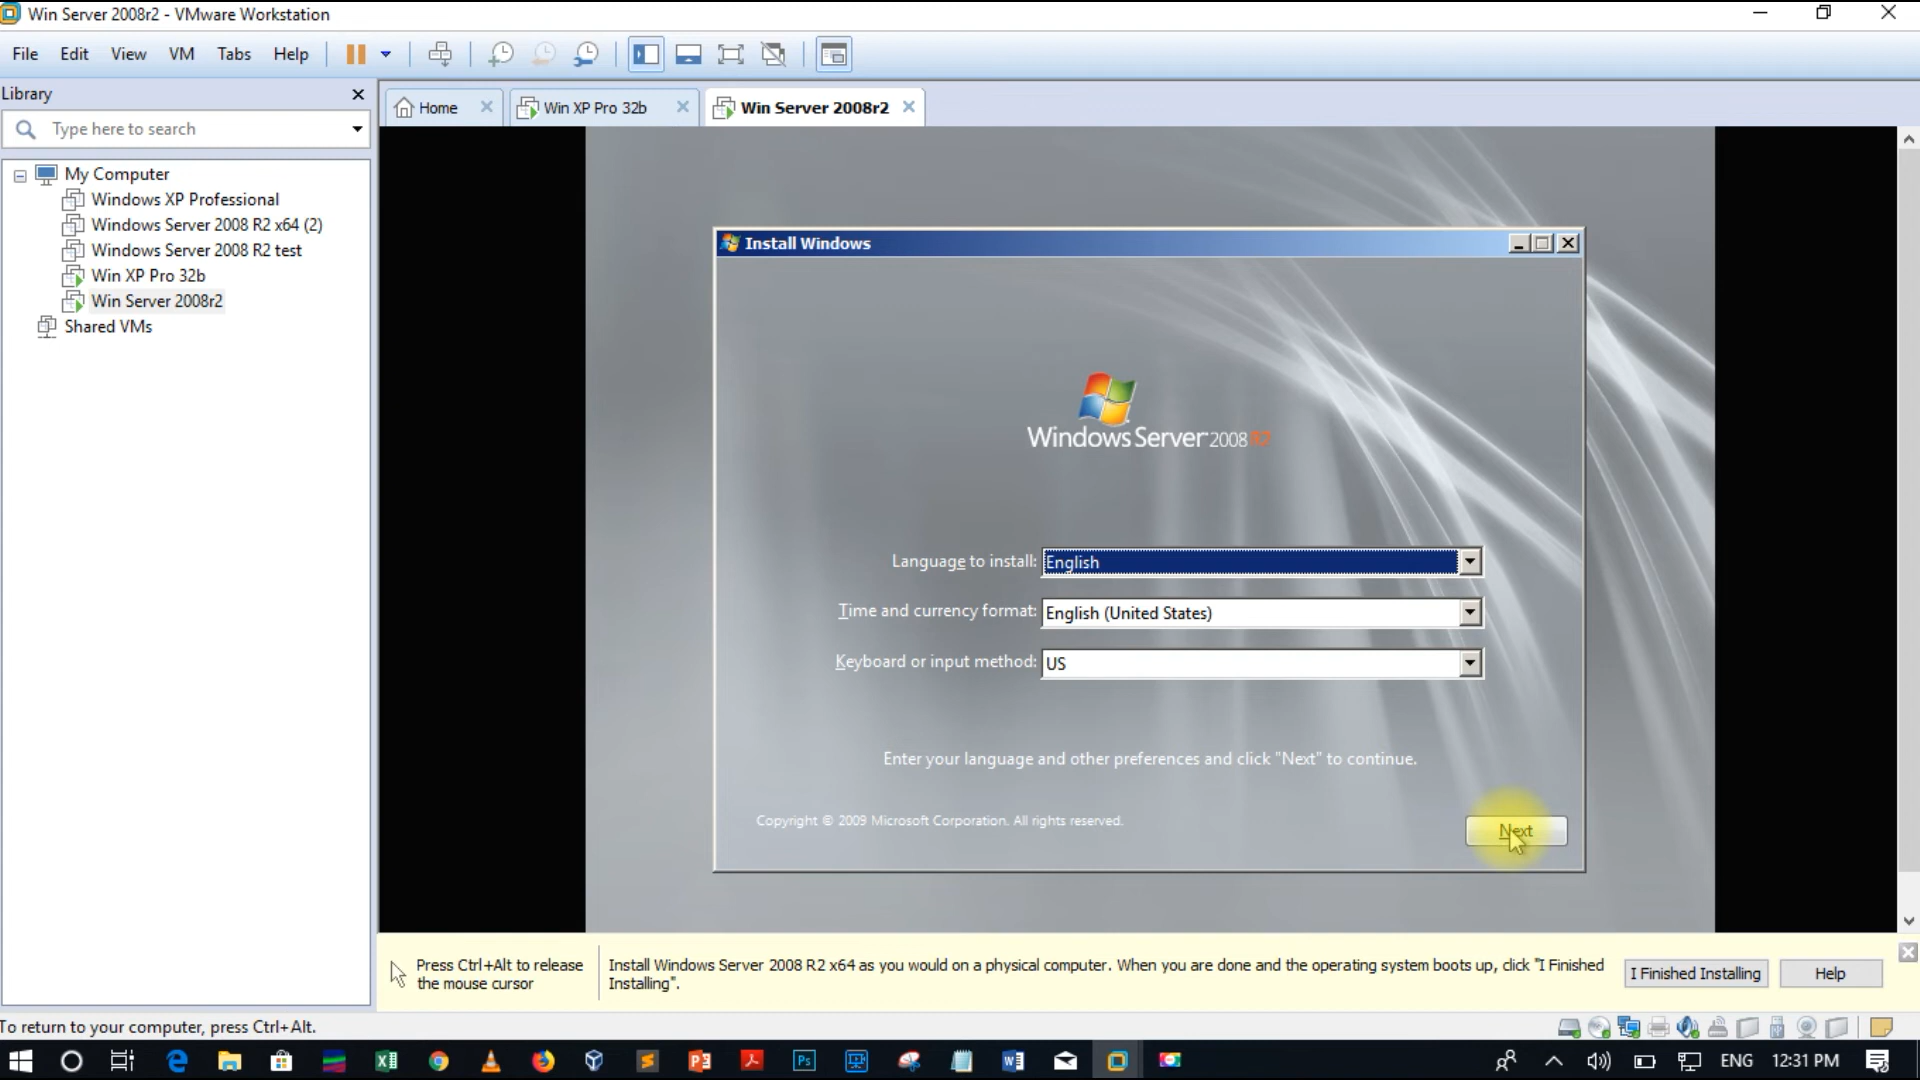 Win Server 2008r2 - VMware Workstation
File Edit View VM Tabs Help
Library
Type here to search
My Computer
Windows XP Professional
Windows Server 2008 R2 x64 (2)
Windows Server 2008 R2 test
Win XP Pro 32b
Win Server 2008r2
Shared VMs
Home
Win XP Pro 32b
Win Server 2008r2
Install Windows
Windows Server 2008 R2
Language to install: English
Time and currency format: English (United States)
Keyboard or input method: US
Enter your language and other preferences and click "Next" to continue.
Copyright © 2009 Microsoft Corporation. All rights reserved.
Next
Press Ctrl+Alt to release
the mouse cursor
Install Windows Server 2008 R2 x64 as you would on a physical computer. When you are done and the operating system boots up, click "I Finished
Installing".
I Finished Installing
Help
To return to your computer, press Ctrl+Alt.
ENG 12:31 PM